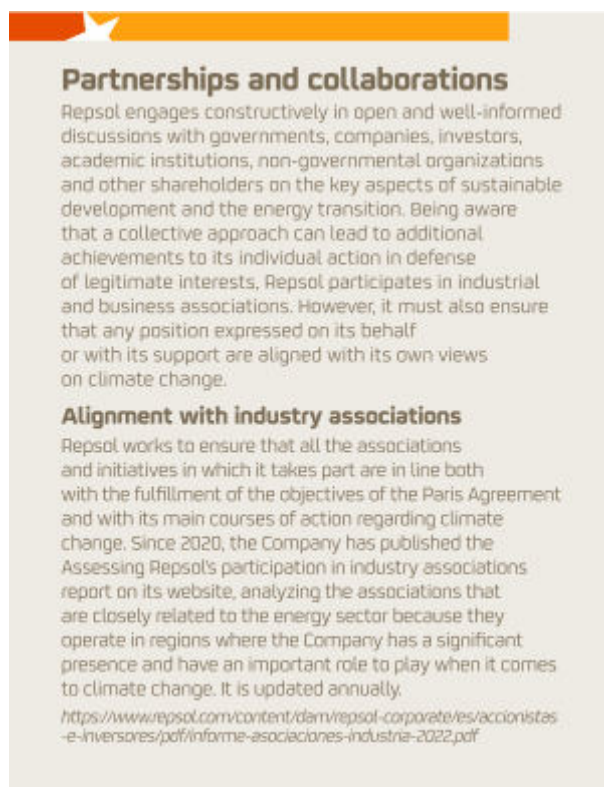 Partnerships and collaborations
Repsol engages constructively in open and well-informed
discussions with governments, companies, investors,
academic institutions, non-governmental organizations
and other shareholders on the key aspects of sustainable
development and the energy transition. Being aware
that a collective approach can lead to additional
achievements to its individual action in defense
of legitimate interests, Repsol participates in industrial
and business associations. However, it must also ensure
that any position expressed on its behalf
or with its support are aligned with its own views
on climate change.
Alignment with industry associations
Repsol works to ensure that all the associations
and initiatives in which it takes part are in line both
with the fulfillment of the objectives of the Paris Agreement
and with its main courses of action regarding climate
change. Since 2020, the Company has published the
Assessing Repsol's participation in industry associations
report on its website, analyzing the associations that
are closely related to the energy sector because they
operate in regions where the Company has a significant
presence and have an important role to play when it comes
to climate change. It is updated annually.
https://www.repsol.com/content/dam/repsol-corporate/es/accionistas
-e-inversores/pdf/informe-asociaciones-industria-2022.pdf